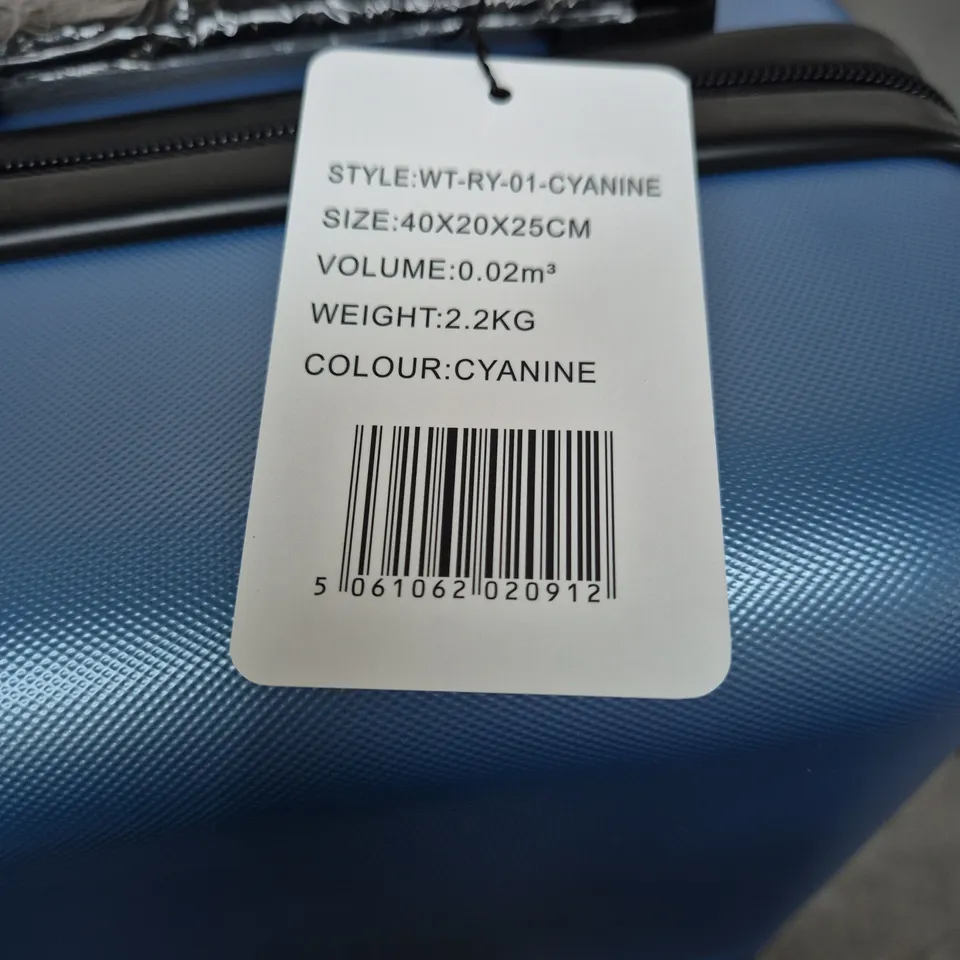 STYLE:WT-RY-01-CYANINE
SIZE:40X20X25CM
VOLUME:0.02m³
WEIGHT:2.2KG
COLOUR:CYANINE
5 061062 020912